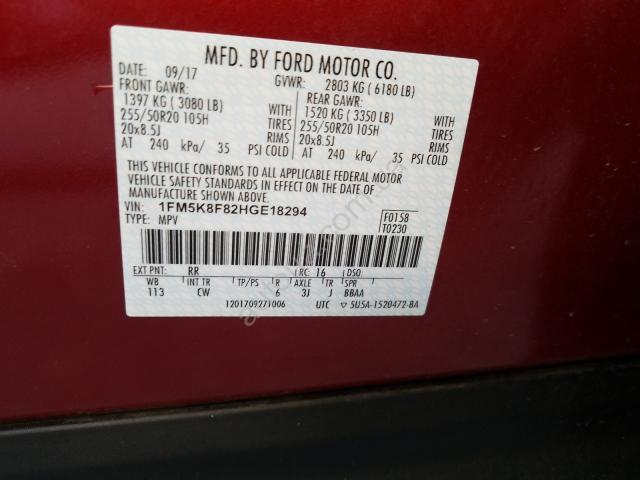 MFD. BY FORD MOTOR CO.
DATE: 09/17 GVWR: 2803 KG ( 6180 LB)
FRONT GAWR: REAR GAWR:
1397 KG ( 3080 LB) 1520 KG ( 3350 LB)
255/50R20 105H TIRES 255/50R20 105H TIRES
20x8.5J RIMS 20x8.5J RIMS
AT 240 kPa/ 35 PSI COLD AT 240 kPa/ 35 PSI COLD
THIS VEHICLE CONFORMS TO ALL APPLICABLE FEDERAL MOTOR
VEHICLE SAFETY STANDARDS IN EFFECT ON THE DATE OF
MANUFACTURE SHOWN ABOVE.
VIN: 1FM5K8F82HGE18294 F0158
TYPE: MPV T0230
EXT PNT: RR RC: 16 DSO:
WB INT TR TP/PS R AXLE TR SPR
113 CW 6 3J J BBAA
1201709271006 UTC ▽ 5U5A-1520472-BA